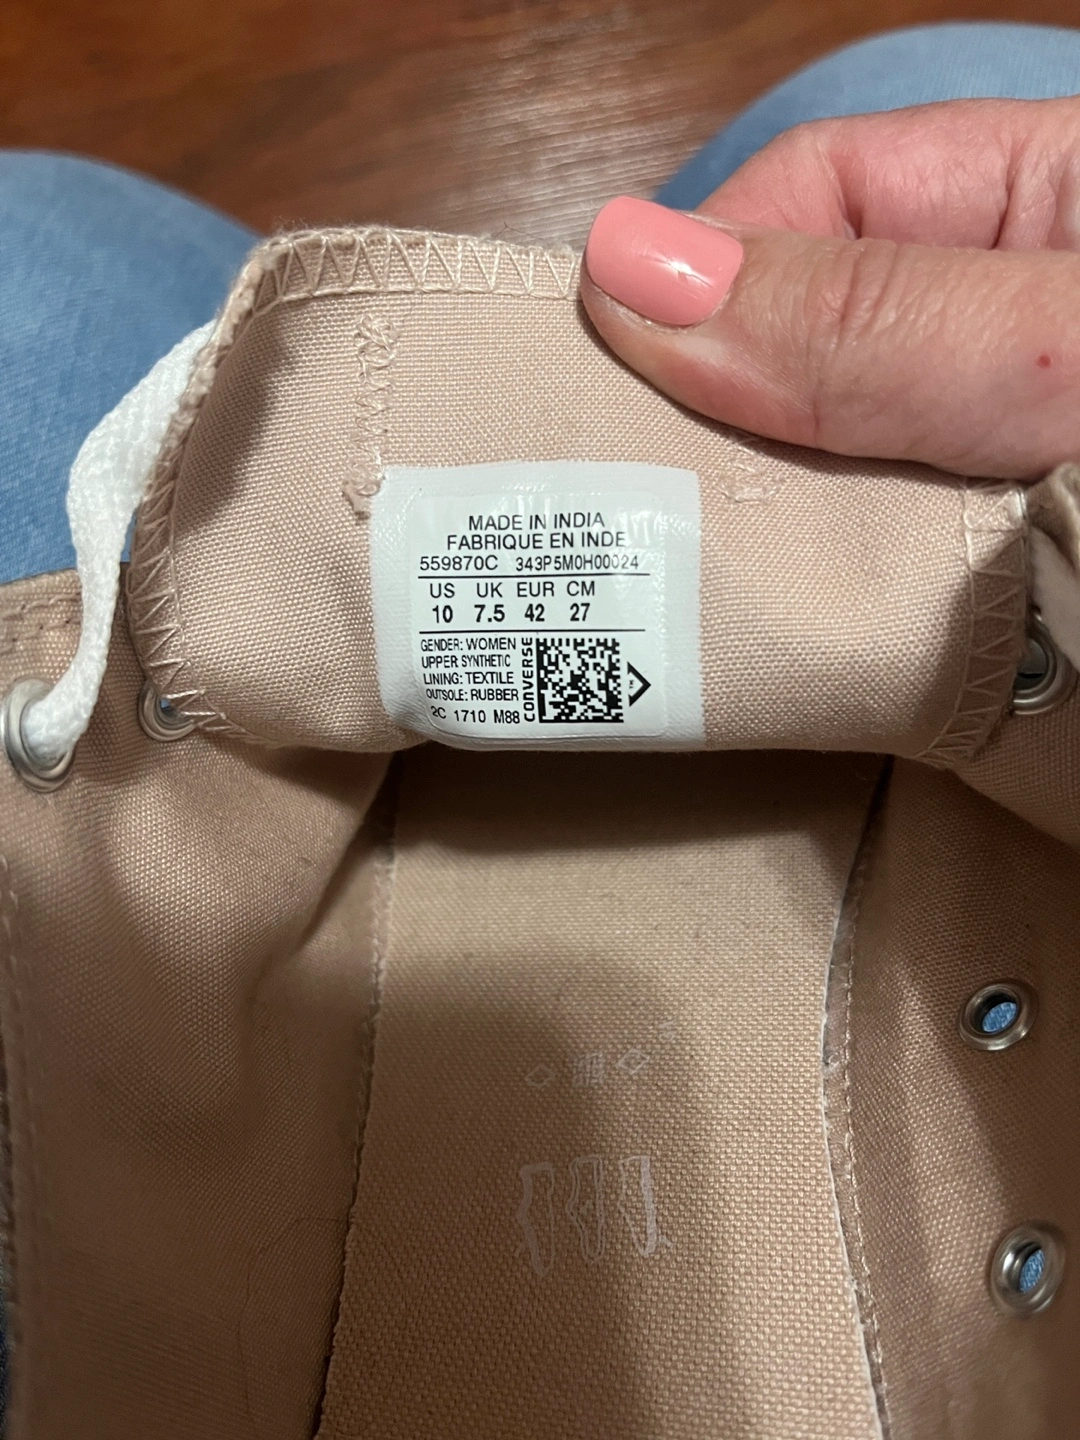 MADE IN INDIA
FABRIQUE EN INDE
559870C 343P5M0H00024
US UK EUR CM
10 7.5 42 27
GENDER: WOMEN
UPPER: SYNTHETIC
LINING: TEXTILE
OUTSOLE: RUBBER
2C 1710 M88
CONVERSE